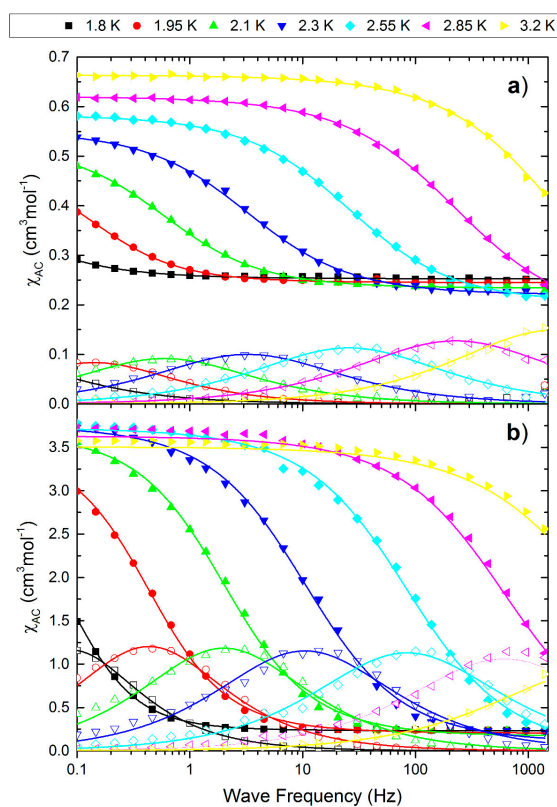 1.8 K 1.95 K 2.1 K 2.3 K 2.55 K 2.85 K 3.2 K
a)
0.7
0.6
0.5
0.4
0.3
0.2
0.1
0.0
χAC (cm³mol⁻¹)
b)
3.5
3.0
2.5
2.0
1.5
1.0
0.5
0.0
χAC (cm³mol⁻¹)
0.1 1 10 100 1000
Wave Frequency (Hz)